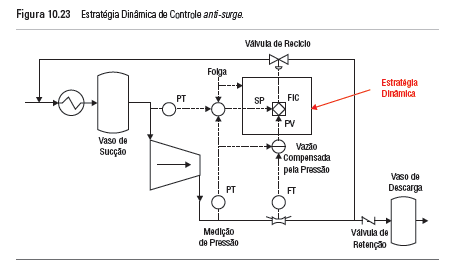 Figura 10.23 Estratégia Dinâmica de Controle anti-surge.
Válvula de Reciclo
Folga
Estratégia
Dinâmica
PT
SP
FIC
PV
Vaso de
Sucção
Vazão
Compensada
pela Pressão
Vaso de
Descarga
PT
FT
Medição
de Pressão
Válvula de
Retenção